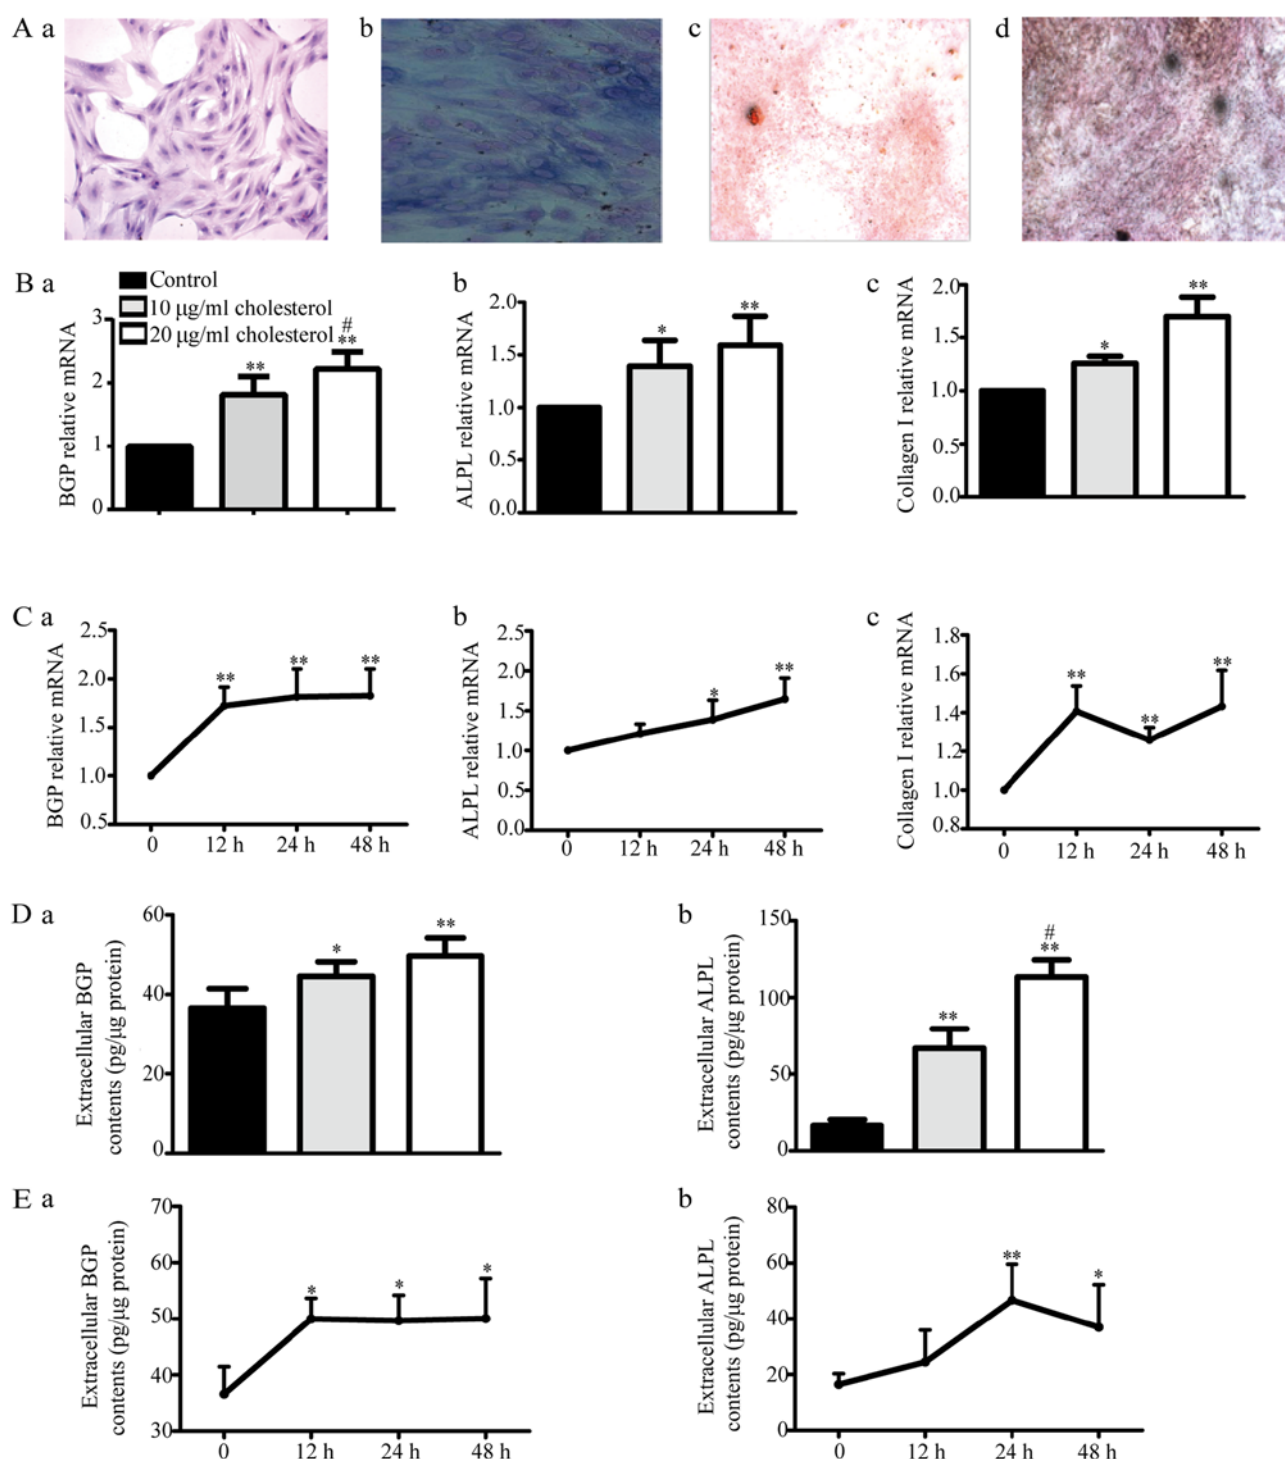 A a
b
c
d
B a
Control
10 µg/ml cholesterol
20 µg/ml cholesterol
BGP relative mRNA
3
2
1
0
**
#
**
b
ALPL relative mRNA
2.0
1.5
1.0
0.5
0.0
*
**
c
Collagen I relative mRNA
2.0
1.5
1.0
0.5
0.0
*
**
C a
BGP relative mRNA
2.5
2.0
1.5
1.0
0.5
**
**
**
0
12 h
24 h
48 h
b
ALPL relative mRNA
2.5
2.0
1.5
1.0
0.5
0.0
*
**
0
12 h
24 h
48 h
c
Collagen I relative mRNA
1.8
1.6
1.4
1.2
1.0
0.8
**
**
**
0
12 h
24 h
48 h
D a
Extracellular BGP
contents (pg/µg protein)
60
40
20
0
*
**
b
Extracellular ALPL
contents (pg/µg protein)
150
100
50
0
**
#
**
E a
Extracellular BGP
contents (pg/µg protein)
70
60
50
40
30
*
*
*
0
12 h
24 h
48 h
b
Extracellular ALPL
contents (pg/µg protein)
80
60
40
20
0
**
*
0
12 h
24 h
48 h